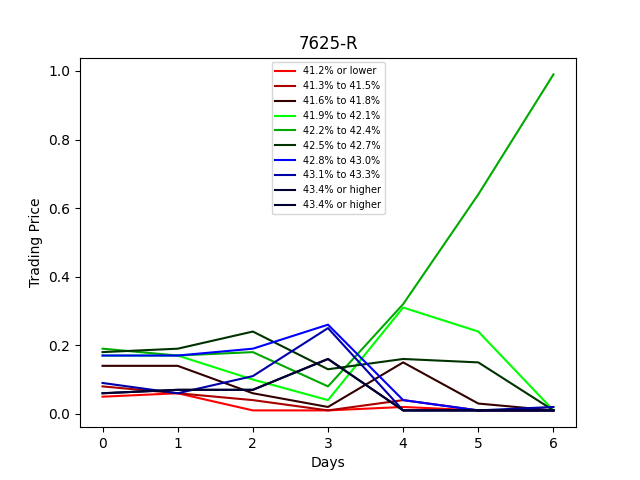 7625-R
41.2% or lower
41.3% to 41.5%
41.6% to 41.8%
41.9% to 42.1%
42.2% to 42.4%
42.5% to 42.7%
42.8% to 43.0%
43.1% to 43.3%
43.4% or higher
43.4% or higher
Trading Price
1.0
0.8
0.6
0.4
0.2
0.0
0 1 2 3 4 5 6
Days